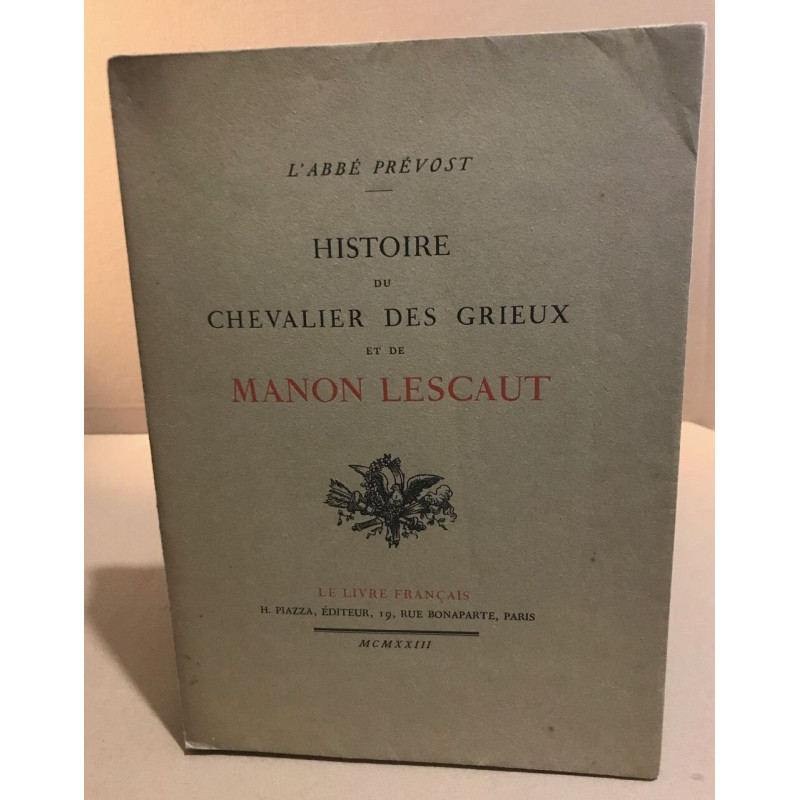 L'ABBÉ PRÉVOST
HISTOIRE
DU
CHEVALIER DES GRIEUX
ET DE
MANON LESCAUT
LE LIVRE FRANÇAIS
H. PIAZZA, ÉDITEUR, 19, RUE BONAPARTE, PARIS
MCMXXIII